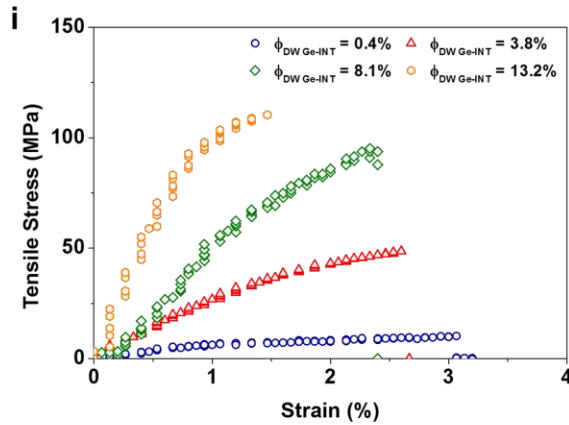 i
150
100
50
0
Tensile Stress (MPa)
ϕDW Ge-INT = 0.4%
ϕDW Ge-INT = 3.8%
ϕDW Ge-INT = 8.1%
ϕDW Ge-INT = 13.2%
0 1 2 3 4
Strain (%)